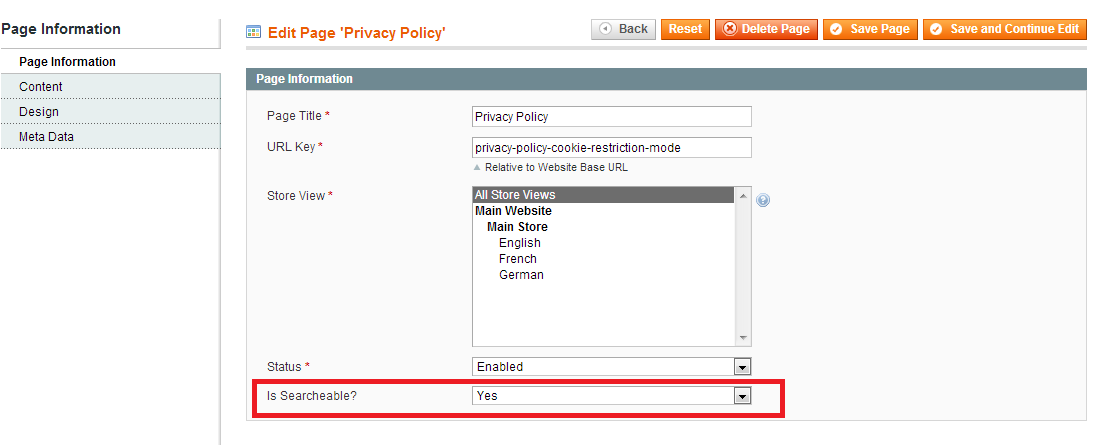 Page Information
Page Information
Content
Design
Meta Data
Edit Page 'Privacy Policy'
Back Reset Delete Page Save Page Save and Continue Edit
Page Information
Page Title * Privacy Policy
URL Key * privacy-policy-cookie-restriction-mode
Relative to Website Base URL
Store View * All Store Views
Main Website
Main Store
English
French
German
Status * Enabled
Is Searcheable? Yes